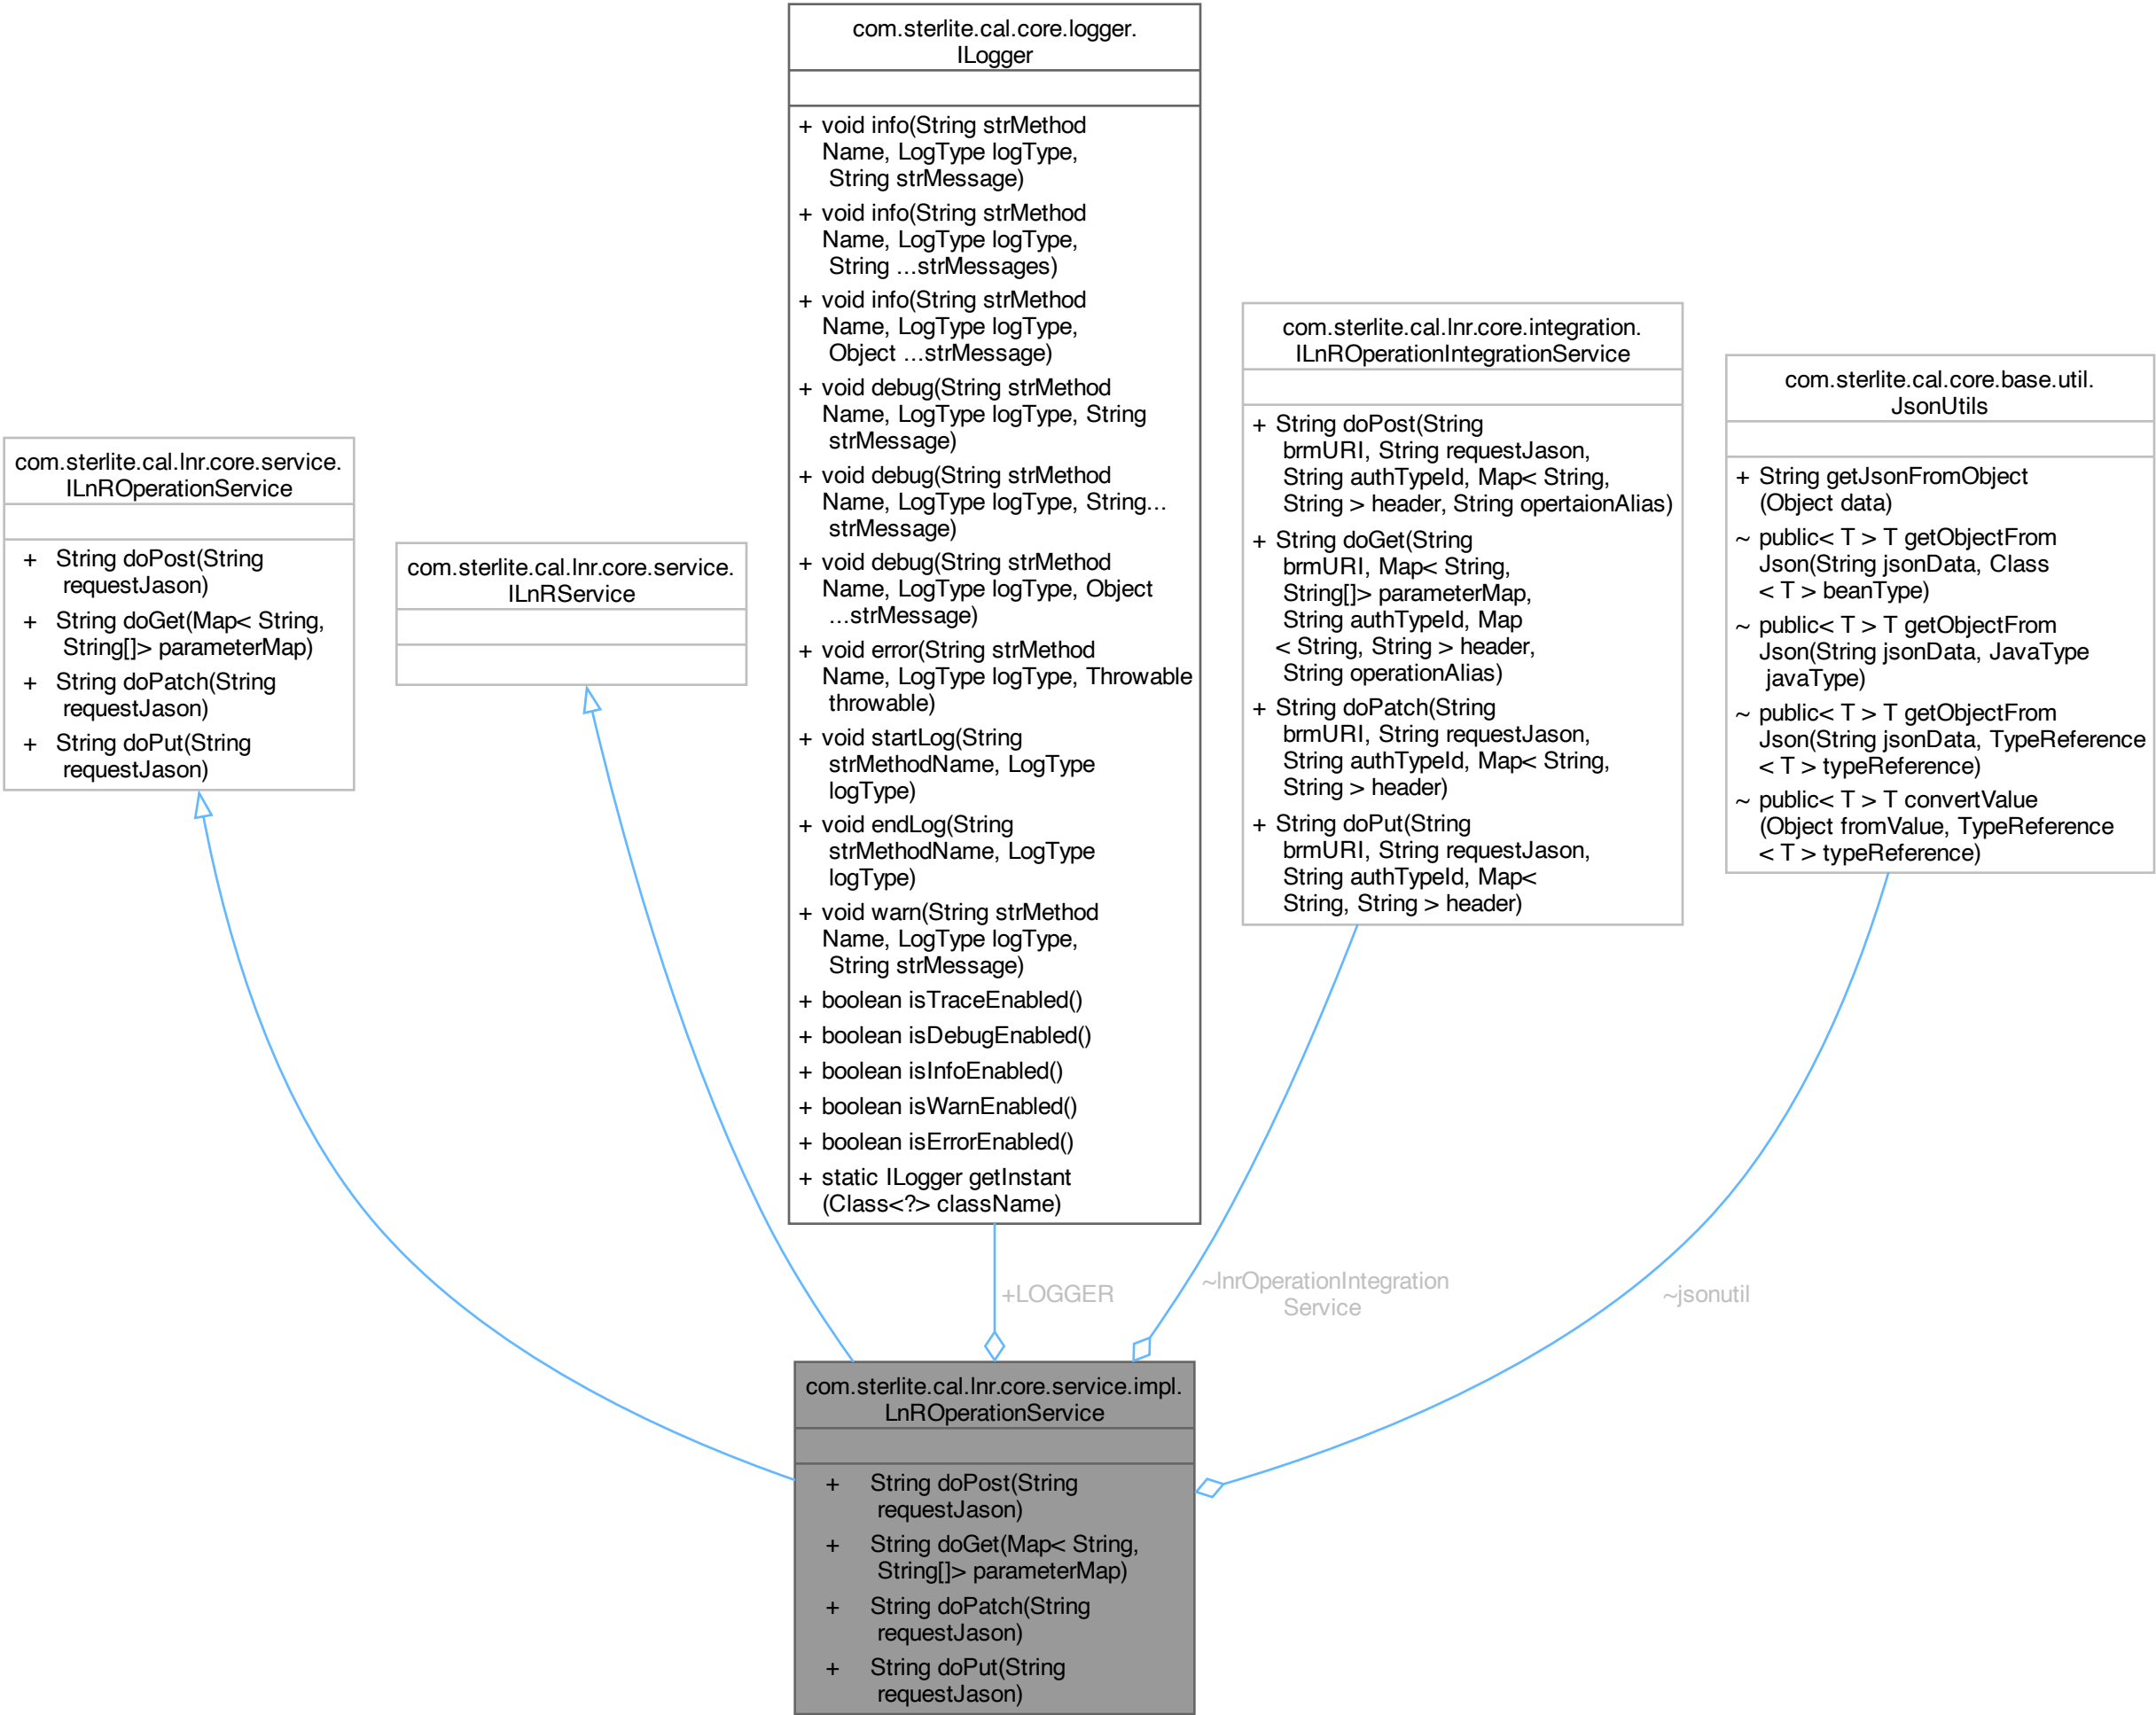 com.sterlite.cal.core.logger.
ILogger
+ void info(String strMethod
Name, LogType logType,
String strMessage)
+ void info(String strMethod
Name, LogType logType,
String ...strMessages)
+ void info(String strMethod
Name, LogType logType,
Object ...strMessage)
+ void debug(String strMethod
Name, LogType logType, String
strMessage)
+ void debug(String strMethod
Name, LogType logType, String...
strMessage)
+ void debug(String strMethod
Name, LogType logType, Object
...strMessage)
+ void error(String strMethod
Name, LogType logType, Throwable
throwable)
+ void startLog(String
strMethodName, LogType
logType)
+ void endLog(String
strMethodName, LogType
logType)
+ void warn(String strMethod
Name, LogType logType,
String strMessage)
+ boolean isTraceEnabled()
+ boolean isDebugEnabled()
+ boolean isInfoEnabled()
+ boolean isWarnEnabled()
+ boolean isErrorEnabled()
+ static ILogger getInstant
(Class<?> className)
com.sterlite.cal.lnr.core.service.
ILnROperationService
+ String doPost(String
requestJason)
+ String doGet(Map< String,
String[]> parameterMap)
+ String doPatch(String
requestJason)
+ String doPut(String
requestJason)
com.sterlite.cal.lnr.core.service.
ILnRService
com.sterlite.cal.lnr.core.integration.
ILnROperationIntegrationService
+ String doPost(String
brmURI, String requestJason,
String authTypeId, Map< String,
String > header, String opertaionAlias)
+ String doGet(String
brmURI, Map< String,
String[]> parameterMap,
String authTypeId, Map
< String, String > header,
String operationAlias)
+ String doPatch(String
brmURI, String requestJason,
String authTypeId, Map< String,
String > header)
+ String doPut(String
brmURI, String requestJason,
String authTypeId, Map<
String, String > header)
com.sterlite.cal.core.base.util.
JsonUtils
+ String getJsonFromObject
(Object data)
~ public< T > T getObjectFrom
Json(String jsonData, Class
< T > beanType)
~ public< T > T getObjectFrom
Json(String jsonData, JavaType
javaType)
~ public< T > T getObjectFrom
Json(String jsonData, TypeReference
< T > typeReference)
~ public< T > T convertValue
(Object fromValue, TypeReference
< T > typeReference)
+LOGGER
~lnrOperationIntegration
Service
~jsonutil
com.sterlite.cal.lnr.core.service.impl.
LnROperationService
+ String doPost(String
requestJason)
+ String doGet(Map< String,
String[]> parameterMap)
+ String doPatch(String
requestJason)
+ String doPut(String
requestJason)